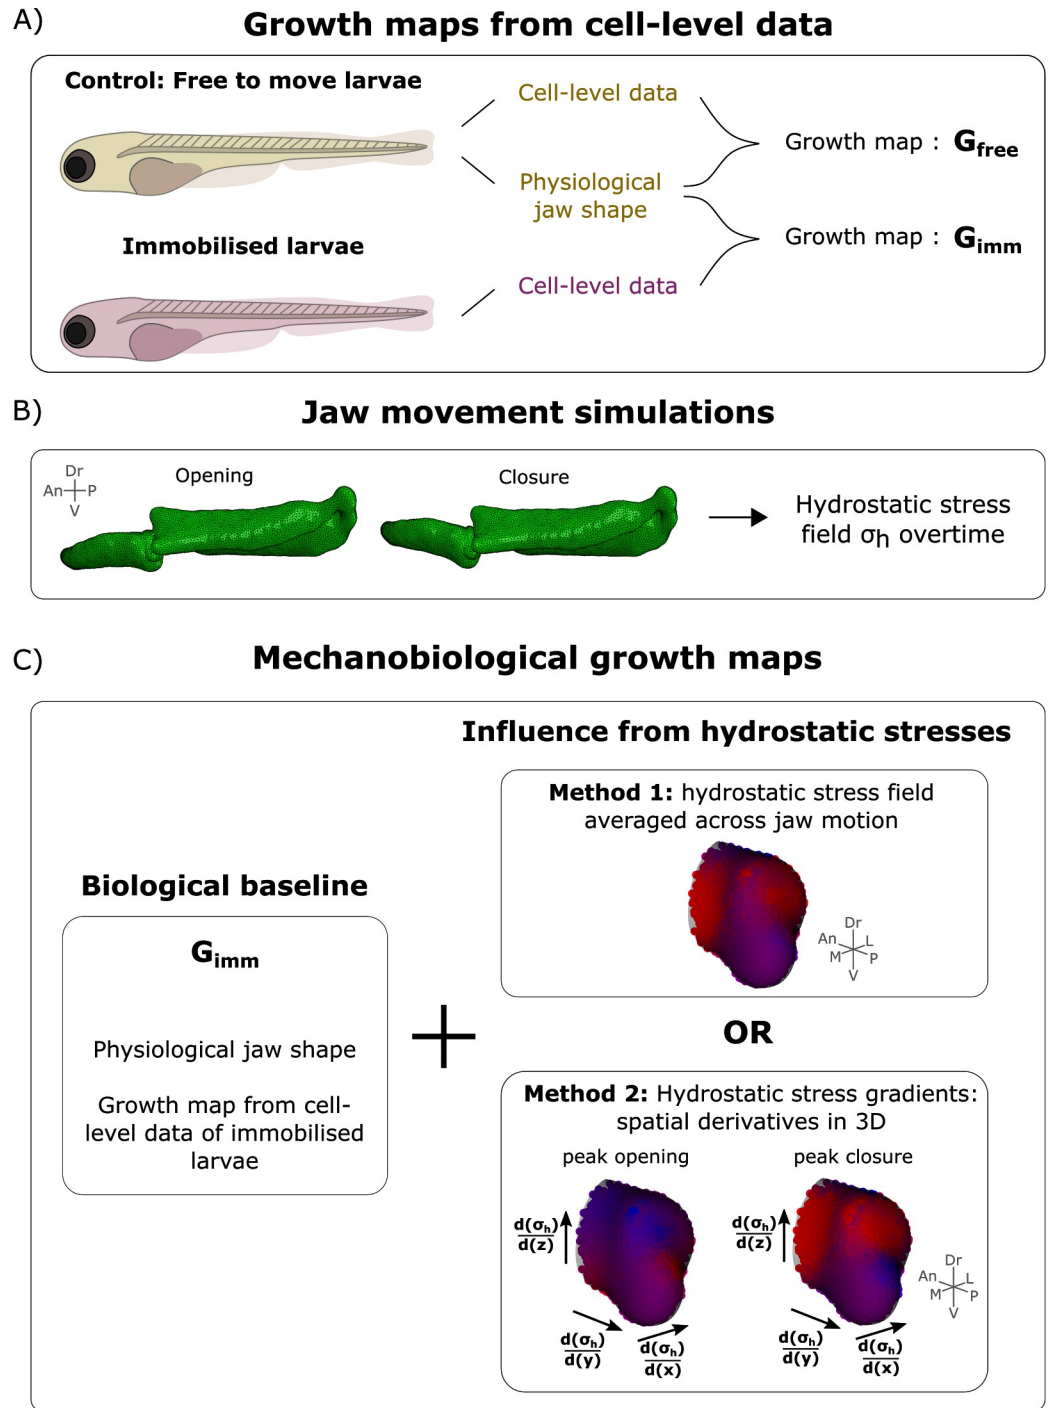 A)
Growth maps from cell-level data
Control: Free to move larvae
Cell-level data
Growth map : Gfree
Physiological
jaw shape
Growth map : Gimm
Immobilised larvae
Cell-level data
B)
Jaw movement simulations
Dr
An P
V
Opening
Closure
Hydrostatic stress
field σh overtime
C)
Mechanobiological growth maps
Influence from hydrostatic stresses
Method 1: hydrostatic stress field
averaged across jaw motion
Dr
An L
M P
V
Biological baseline
Gimm
Physiological jaw shape
Growth map from cell-
level data of immobilised
larvae
OR
Method 2: Hydrostatic stress gradients:
spatial derivatives in 3D
peak opening
peak closure
d(σh)
d(z)
d(σh)
d(y)
d(σh)
d(x)
d(σh)
d(z)
d(σh)
d(y)
d(σh)
d(x)
Dr
An L
M P
V